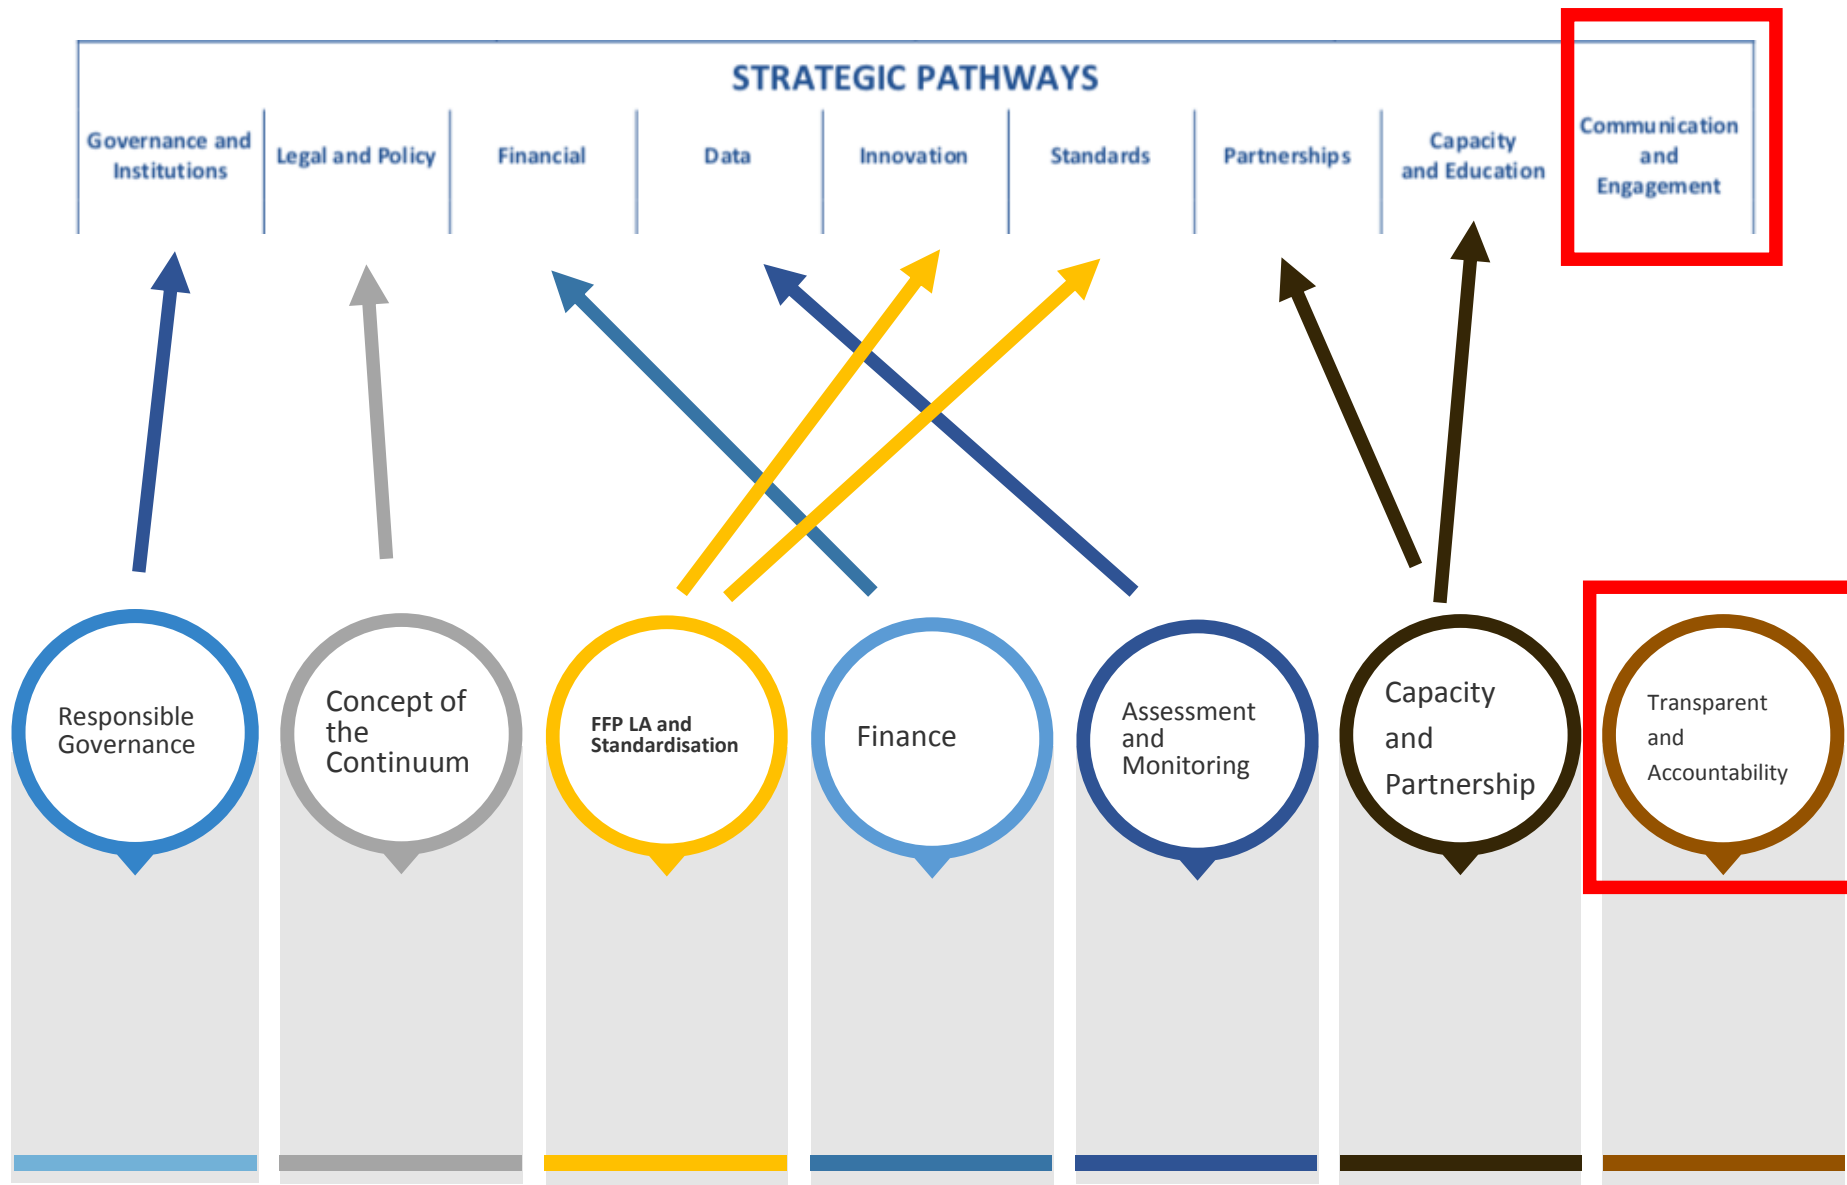 STRATEGIC PATHWAYS
Governance and
Institutions
Legal and Policy
Financial
Data
Innovation
Standards
Partnerships
Capacity
and Education
Communication
and
Engagement
Responsible
Governance
Concept of
the
Continuum
FFP LA and
Standardisation
Finance
Assessment
and
Monitoring
Capacity
and
Partnership
Transparent
and
Accountability